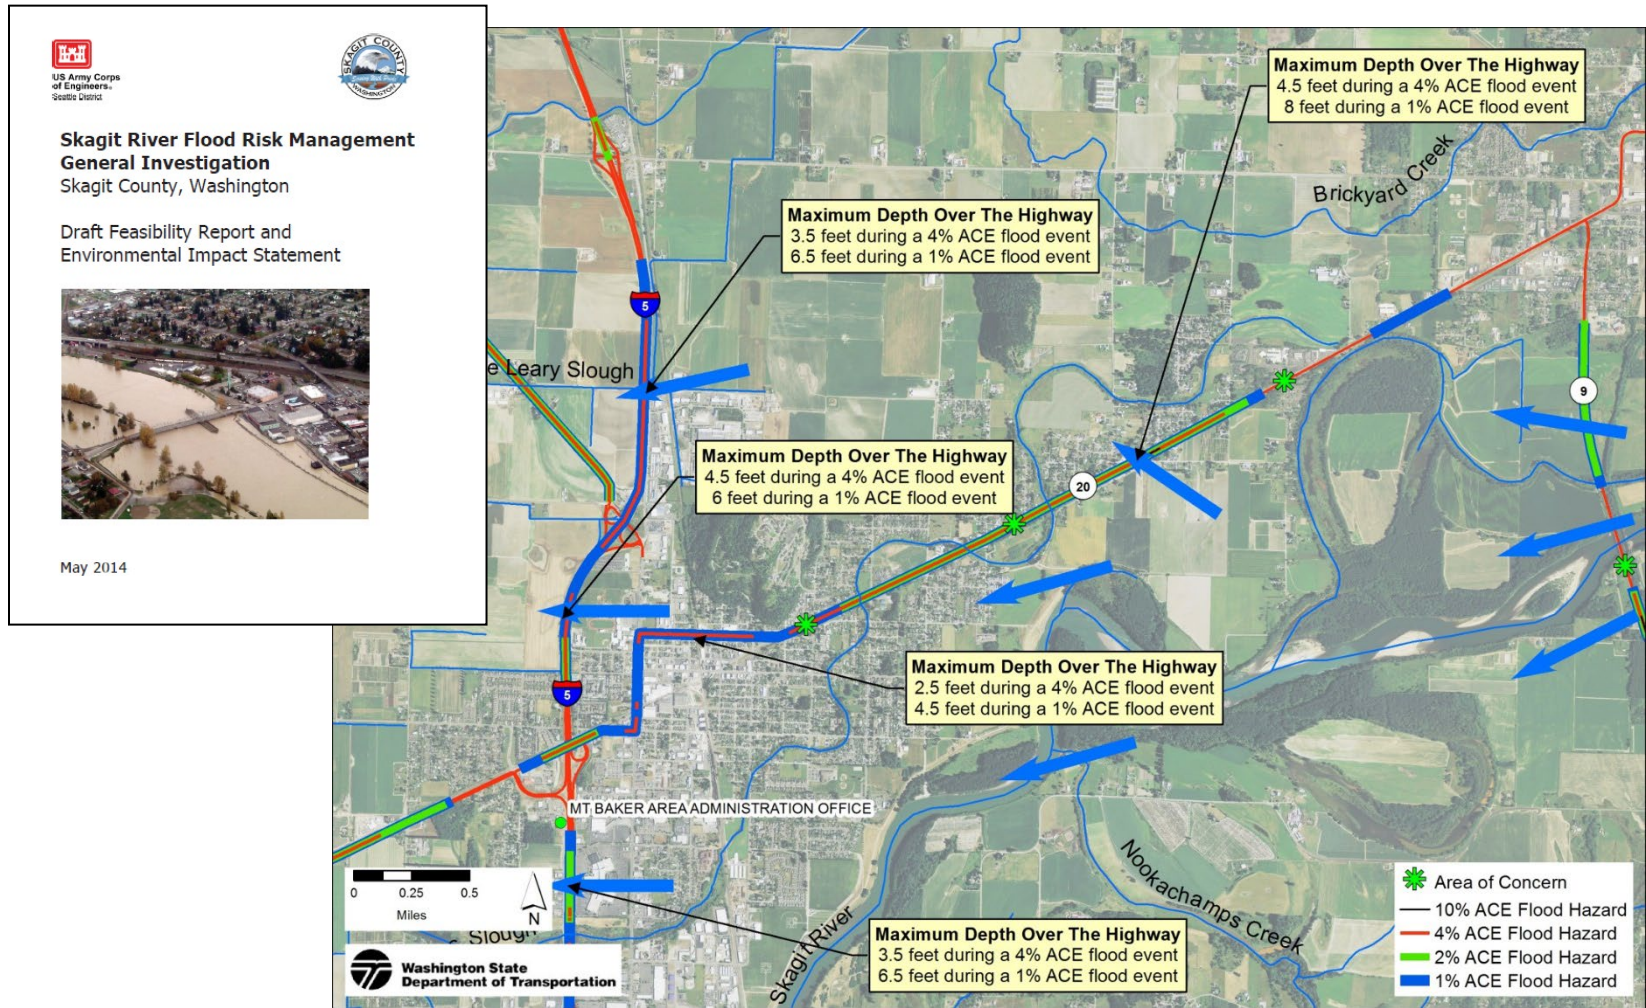 US Army Corps
of Engineers®
Seattle District
SKAGIT COUNTY
WASHINGTON
Skagit River Flood Risk Management
General Investigation
Skagit County, Washington
Draft Feasibility Report and
Environmental Impact Statement
May 2014
Maximum Depth Over The Highway
4.5 feet during a 4% ACE flood event
8 feet during a 1% ACE flood event
Brickyard Creek
Maximum Depth Over The Highway
3.5 feet during a 4% ACE flood event
6.5 feet during a 1% ACE flood event
5
e Leary Slough
9
Maximum Depth Over The Highway
4.5 feet during a 4% ACE flood event
6 feet during a 1% ACE flood event
20
Maximum Depth Over The Highway
2.5 feet during a 4% ACE flood event
4.5 feet during a 1% ACE flood event
5
MT BAKER AREA ADMINISTRATION OFFICE
Nookachamps Creek
0 0.25 0.5
Miles
N
Slough
Skagit River
Maximum Depth Over The Highway
3.5 feet during a 4% ACE flood event
6.5 feet during a 1% ACE flood event
Washington State
Department of Transportation
Area of Concern
10% ACE Flood Hazard
4% ACE Flood Hazard
2% ACE Flood Hazard
1% ACE Flood Hazard